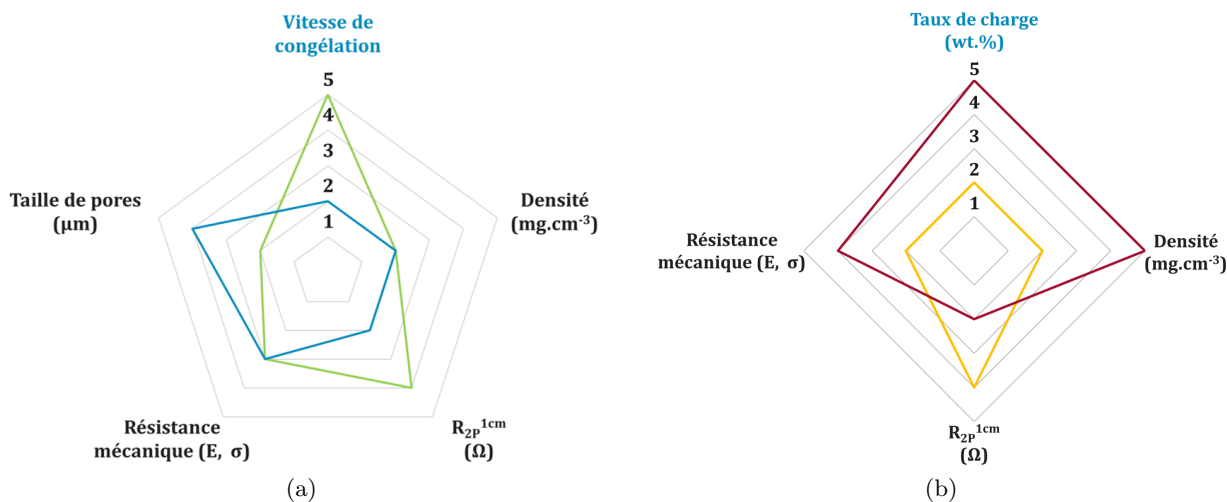 Vitesse de
congélation
5
4
3
2
1
Taille de pores
(μm)
Densité
(mg.cm-3)
Résistance
mécanique (E, σ)
R2P1cm
(Ω)
(a)
Taux de charge
(wt.%)
5
4
3
2
1
Résistance
mécanique (E, σ)
Densité
(mg.cm-3)
R2P1cm
(Ω)
(b)